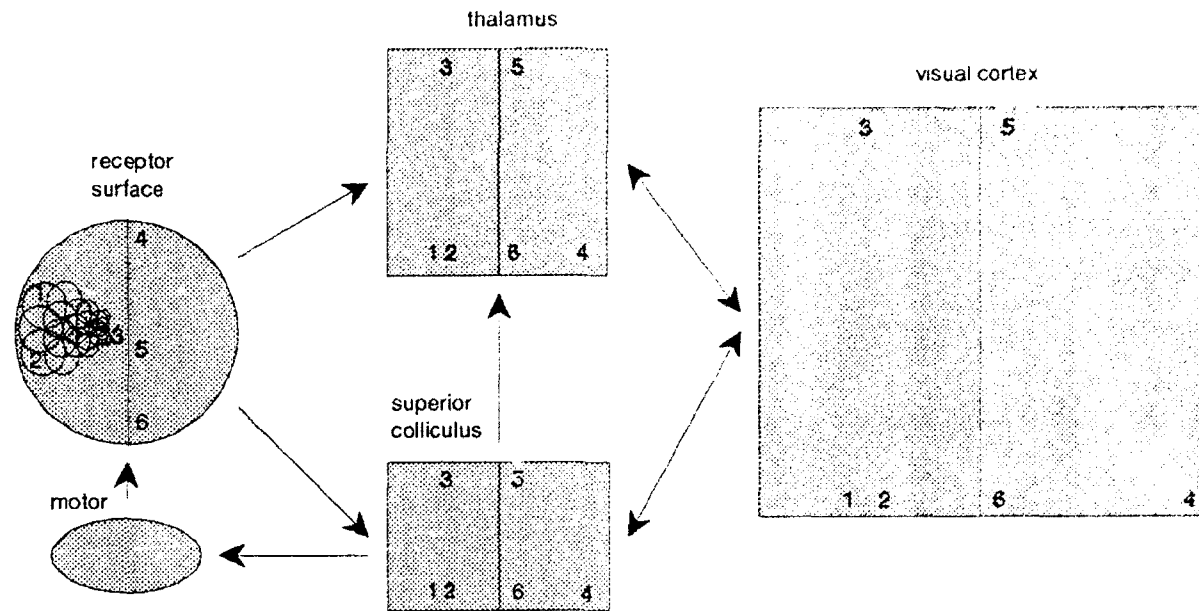 thalamus
3 5
1 2 6 4
visual cortex
3 5
1 2 6 4
receptor
surface
4
1
3
2
5
6
superior
colliculus
3 5
1 2 6 4
motor